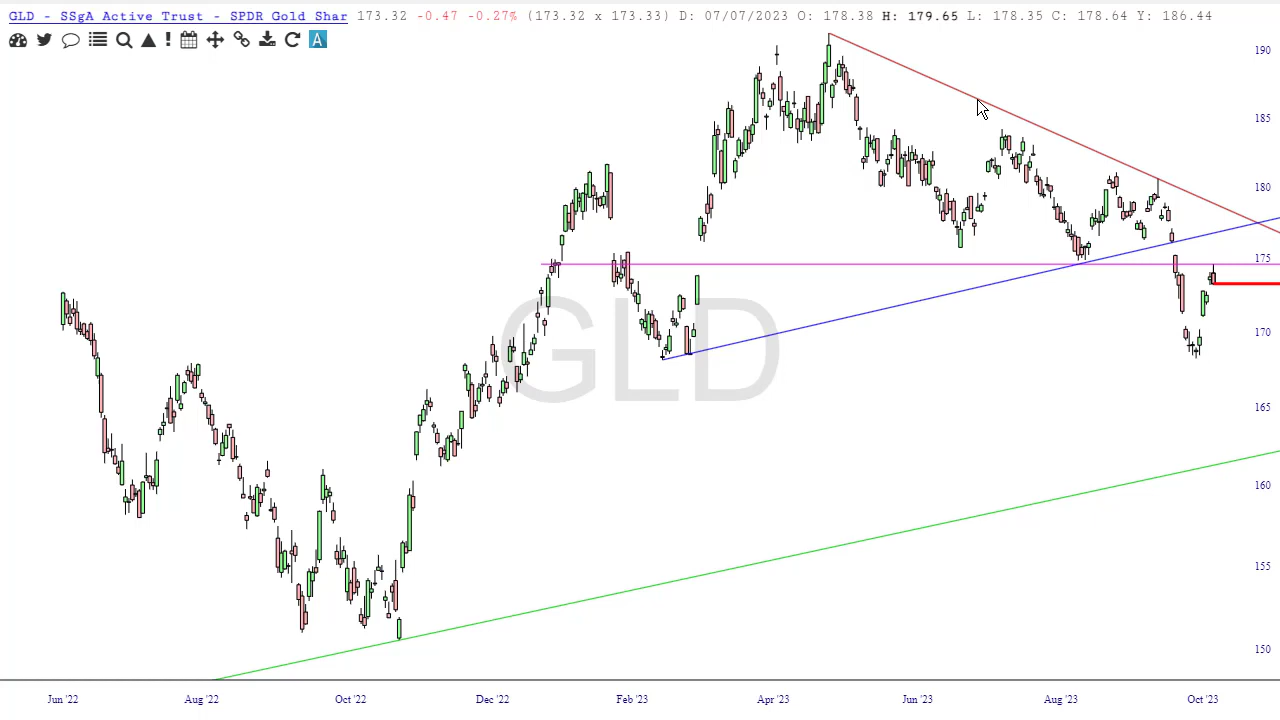 GLD - SSgA Active Trust - SPDR Gold Shar 173.32 -0.47 -0.27% (173.32 x 173.33) D: 07/07/2023 O: 178.38 H: 179.65 L: 178.35 C: 178.64 Y: 186.44
A
190
185
180
175
GLD
170
165
160
155
150
Jun '22 Aug '22 Oct '22 Dec '22 Feb '23 Apr '23 Jun '23 Aug '23 Oct '23